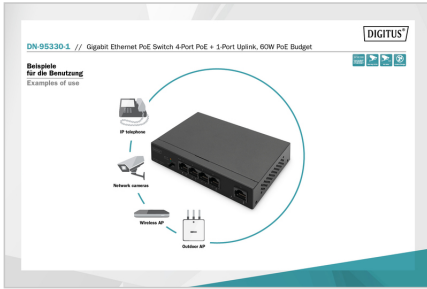 DIGITUS®
DN-95330-1 // Gigabit Ethernet PoE Switch 4-Port PoE + 1-Port Uplink, 60W PoE Budget
Beispiele
für die Benutzung
Examples of use
IP telephone
Network cameras
Wireless AP
Outdoor AP